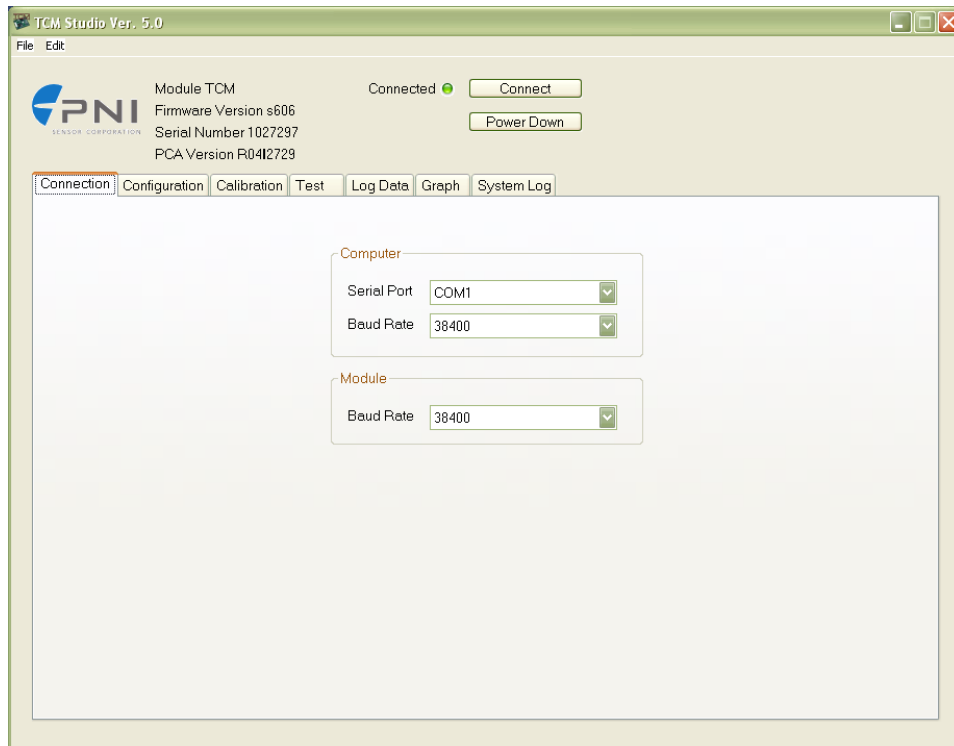 TCM Studio Ver. 5.0
File Edit
PNI
SENSOR CORPORATION
Module TCM
Firmware Version s606
Serial Number 1027297
PCA Version R04I2729
Connected
Connect
Power Down
Connection Configuration Calibration Test Log Data Graph System Log
Computer
Serial Port COM1
Baud Rate 38400
Module
Baud Rate 38400